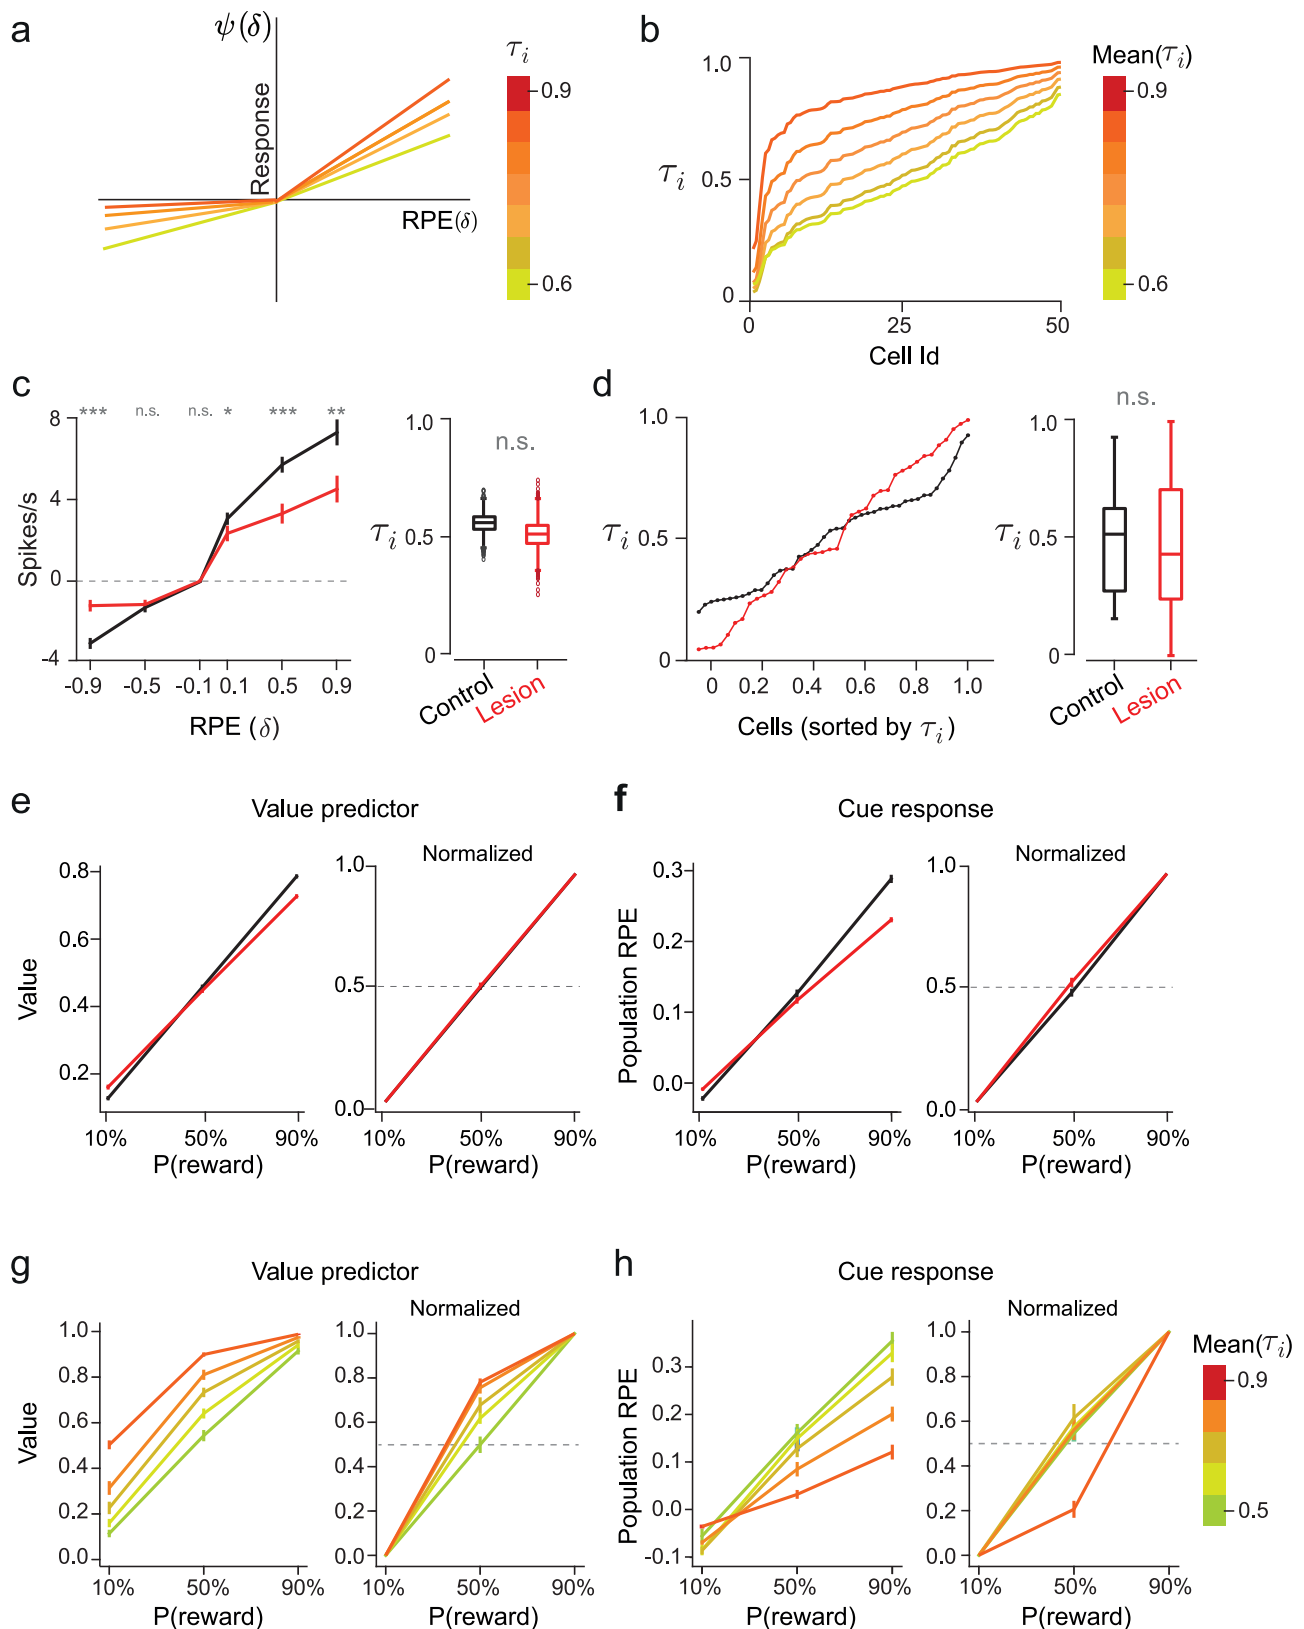 a
ψ(δ)
Response
RPE(δ)
τi
0.9
0.6
b
1.0
0.5
0
τi
0
25
50
Cell Id
Mean(τi)
0.9
0.6
c
***
n.s.
n.s.
*
***
**
8
4
0
-4
Spikes/s
-0.9
-0.5
-0.1
0.1
0.5
0.9
RPE (δ)
1.0
n.s.
τi
0.5
0
Control
Lesion
d
1.0
0.5
0
τi
0
0.2
0.4
0.6
0.8
1.0
Cells (sorted by τi)
n.s.
1.0
τi
0.5
0
Control
Lesion
e
Value predictor
0.8
0.6
0.4
0.2
Value
10%
50%
90%
P(reward)
Normalized
1.0
0.5
0.0
10%
50%
90%
P(reward)
f
Cue response
0.3
0.2
0.1
0.0
Population RPE
10%
50%
90%
P(reward)
Normalized
1.0
0.5
0.0
10%
50%
90%
P(reward)
g
Value predictor
1.0
0.8
0.6
0.4
0.2
0.0
Value
10%
50%
90%
P(reward)
Normalized
1.0
0.8
0.6
0.4
0.2
0.0
10%
50%
90%
P(reward)
h
Cue response
0.3
0.2
0.1
0.0
-0.1
Population RPE
10%
50%
90%
P(reward)
Normalized
1.0
0.8
0.6
0.4
0.2
0.0
10%
50%
90%
P(reward)
Mean(τi)
0.9
0.5